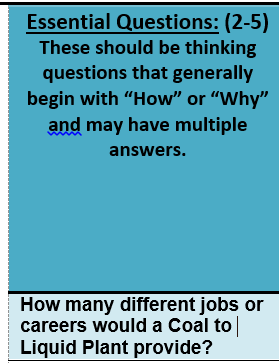 Essential Questions: (2-5)
These should be thinking
questions that generally
begin with “How” or “Why”
and may have multiple
answers.
How many different jobs or
careers would a Coal to
Liquid Plant provide?